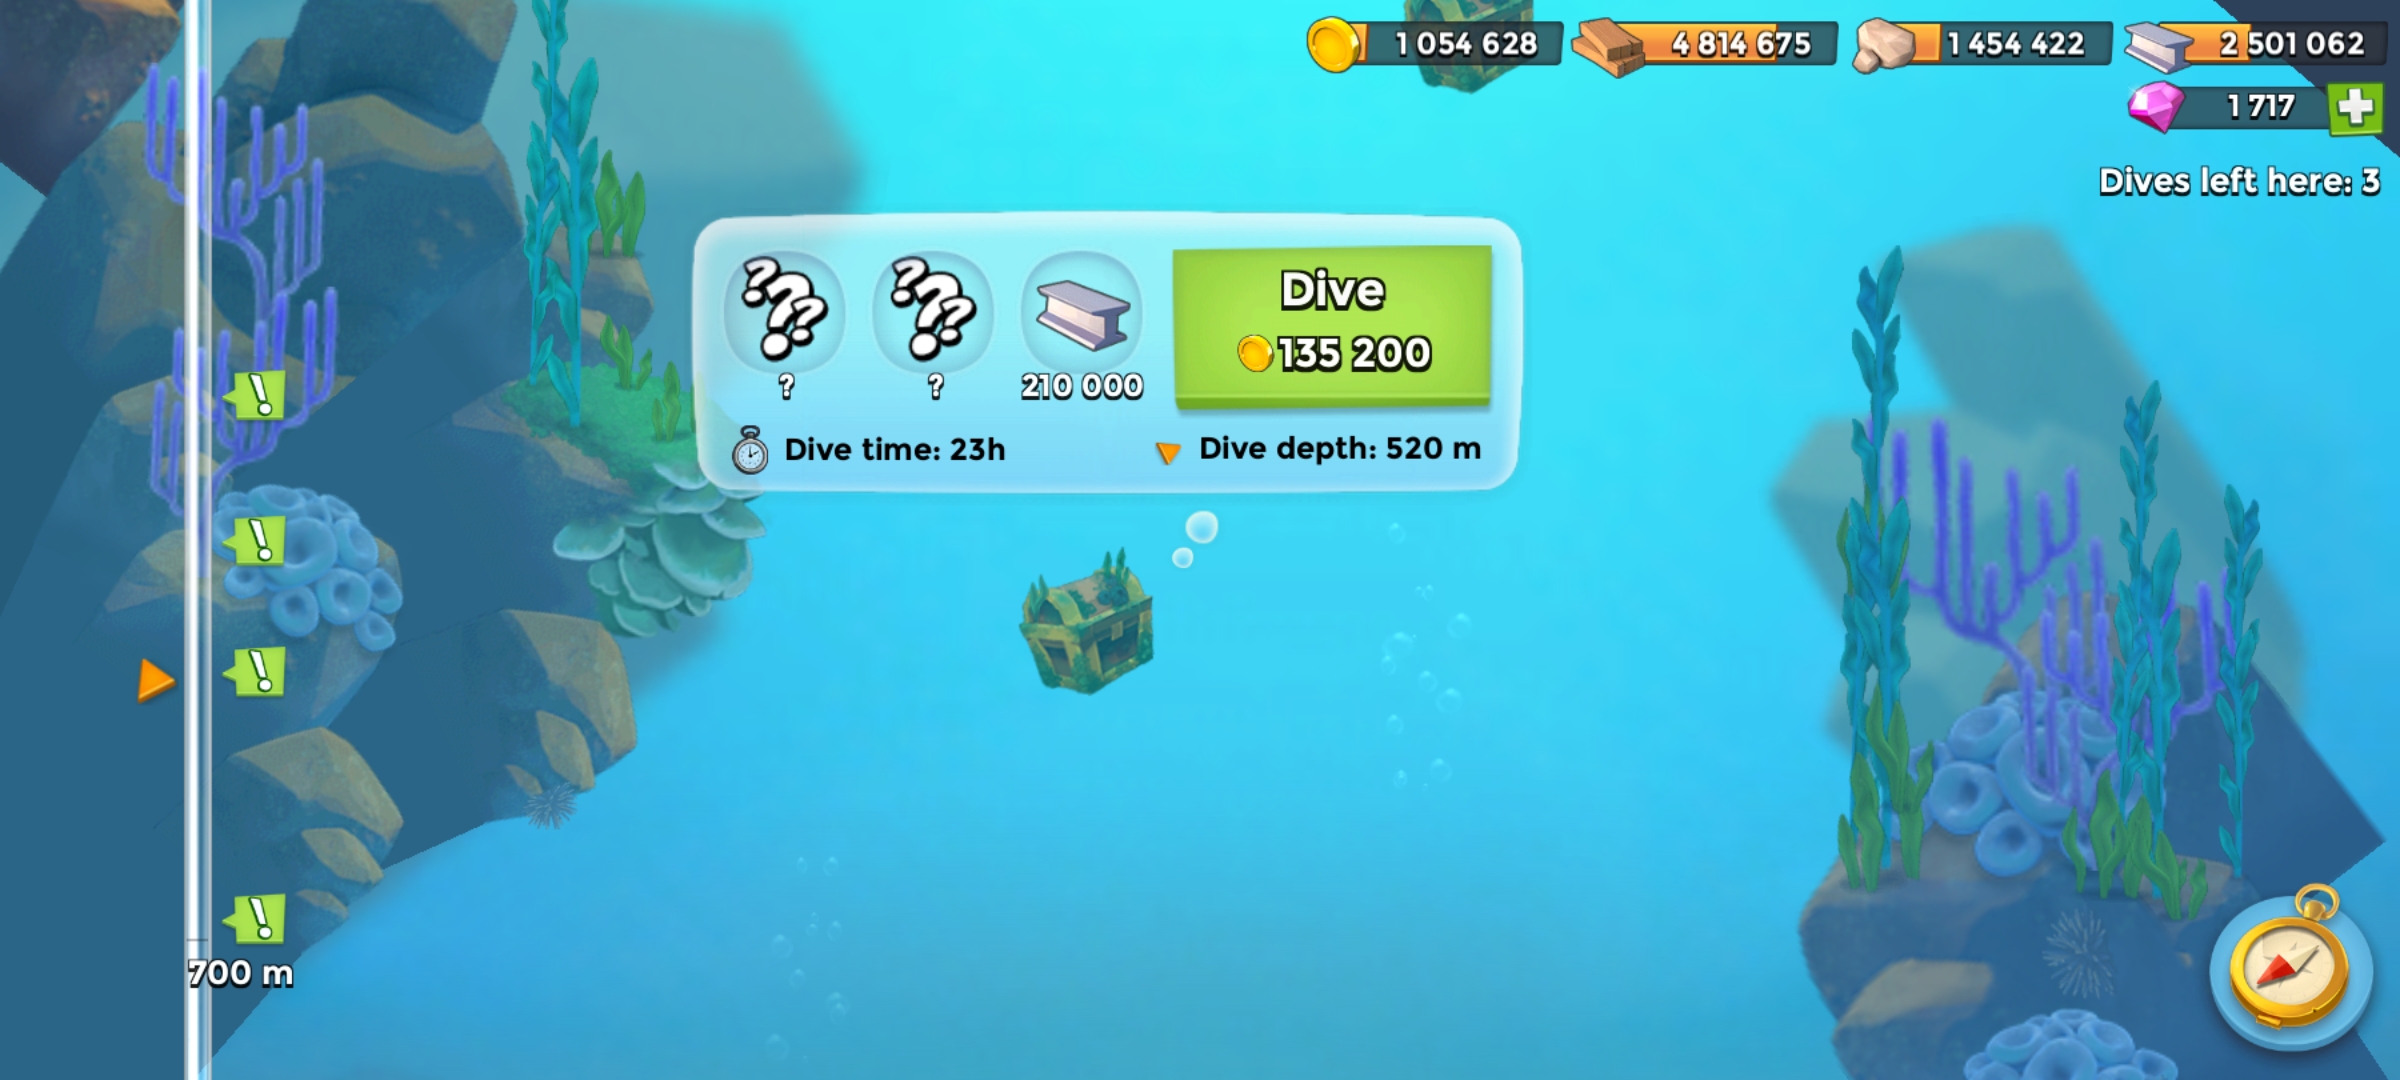 1 054 628
4 814 675
1 454 422
2 501 062
1 717
Dives left here: 3
???
???
Dive
135 200
?
?
210 000
Dive time: 23h
Dive depth: 520 m
!
!
!
!
700 m